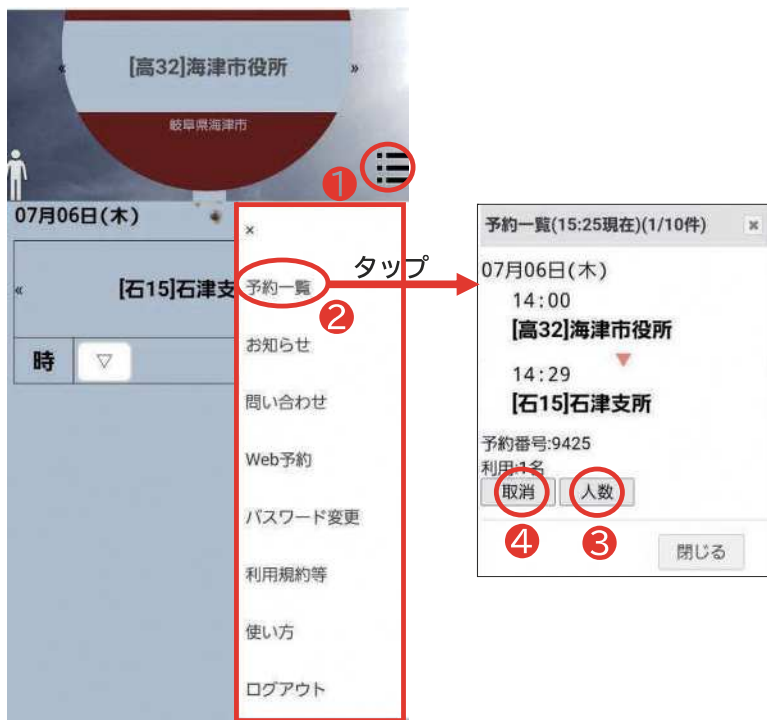 « [高32]海津市役所 »
岐阜県海津市
1
07月06日(木)
×
« [石15]石津支
予約一覧
タップ
2
時 ▽
お知らせ
問い合わせ
Web予約
パスワード変更
利用規約等
使い方
ログアウト
予約一覧(15:25現在)(1/10件) ×
07月06日(木)
14:00
[高32]海津市役所
▼
14:29
[石15]石津支所
予約番号:9425
利用:1名
取消 人数
4 3
閉じる